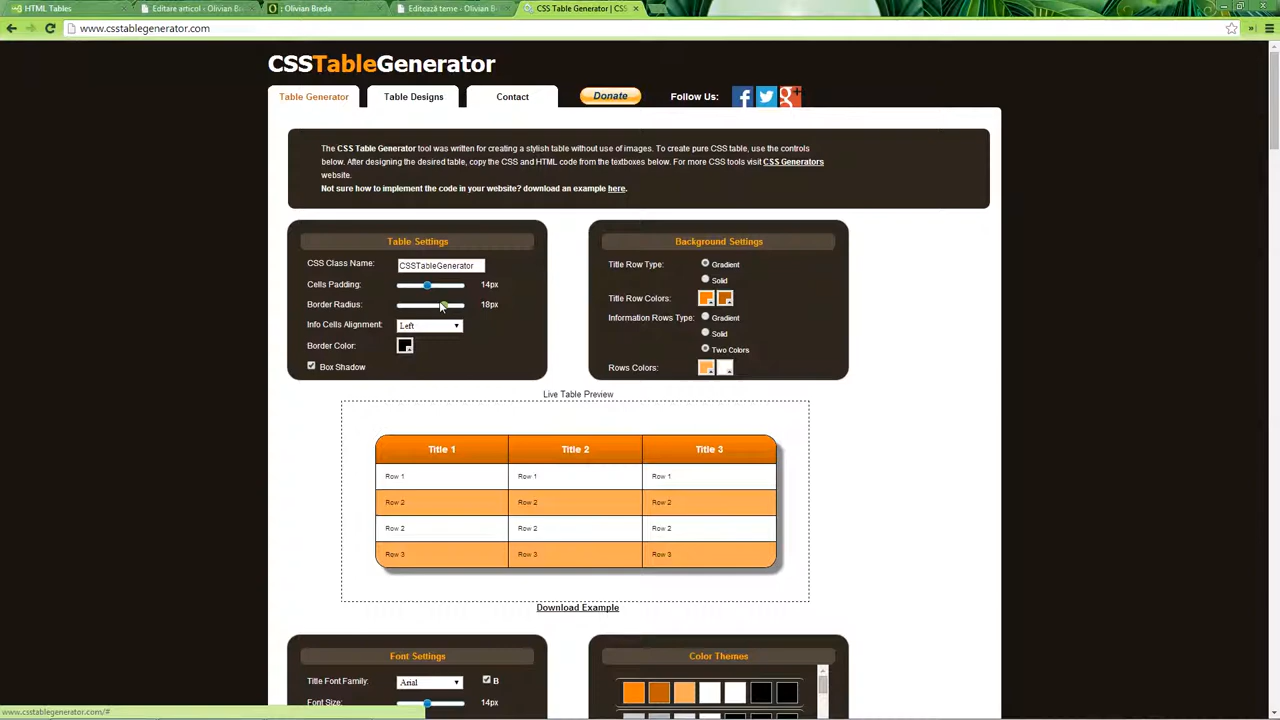 HTML Tables
Editare articol ‹ Olivian Breda
: Olivian Breda
Editează teme ‹ Olivian Bre
CSS Table Generator | CSS
www.csstablegenerator.com
CSSTableGenerator
Table Generator
Table Designs
Contact
Donate
Follow Us:
The CSS Table Generator tool was written for creating a stylish table without use of images. To create pure CSS table, use the controls
below. After designing the desired table, copy the CSS and HTML code from the textboxes below. For more CSS tools visit CSS Generators
website.
Not sure how to implement the code in your website? download an example here.
Table Settings
CSS Class Name: CSSTableGenerator
Cells Padding: 14px
Border Radius: 18px
Info Cells Alignment: Left
Border Color:
Box Shadow
Background Settings
Title Row Type: Gradient
Solid
Title Row Colors:
Information Rows Type: Gradient
Solid
Two Colors
Rows Colors:
Live Table Preview
Title 1 Title 2 Title 3
Row 1 Row 1 Row 1
Row 2 Row 2 Row 2
Row 2 Row 2 Row 2
Row 3 Row 3 Row 3
Download Example
Font Settings
Title Font Family: Arial B
Font Size: 14px
Color Themes
www.csstablegenerator.com/#